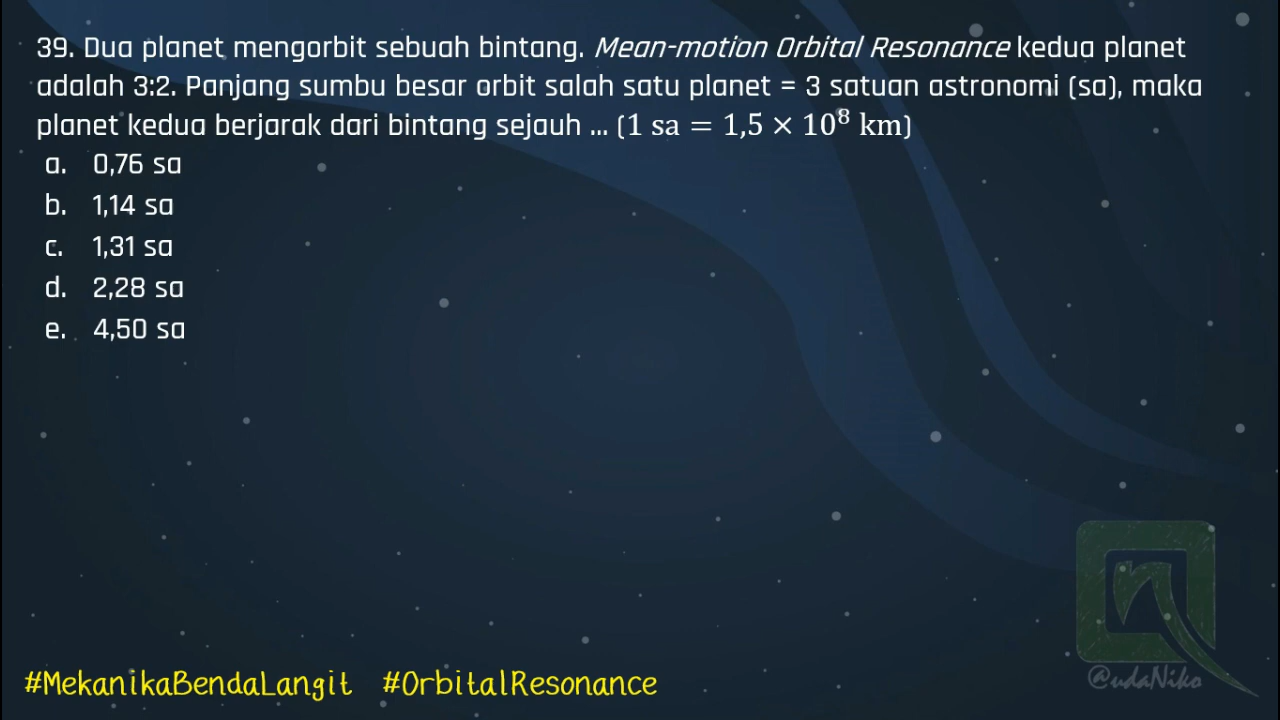 39. Dua planet mengorbit sebuah bintang. Mean-motion Orbital Resonance kedua planet
adalah 3:2. Panjang sumbu besar orbit salah satu planet = 3 satuan astronomi (sa), maka
planet kedua berjarak dari bintang sejauh ... (1 sa = 1,5 × 10⁸ km)
a. 0,76 sa
b. 1,14 sa
c. 1,31 sa
d. 2,28 sa
e. 4,50 sa
#MekanikaBendaLangit #OrbitalResonance
@udaNiko